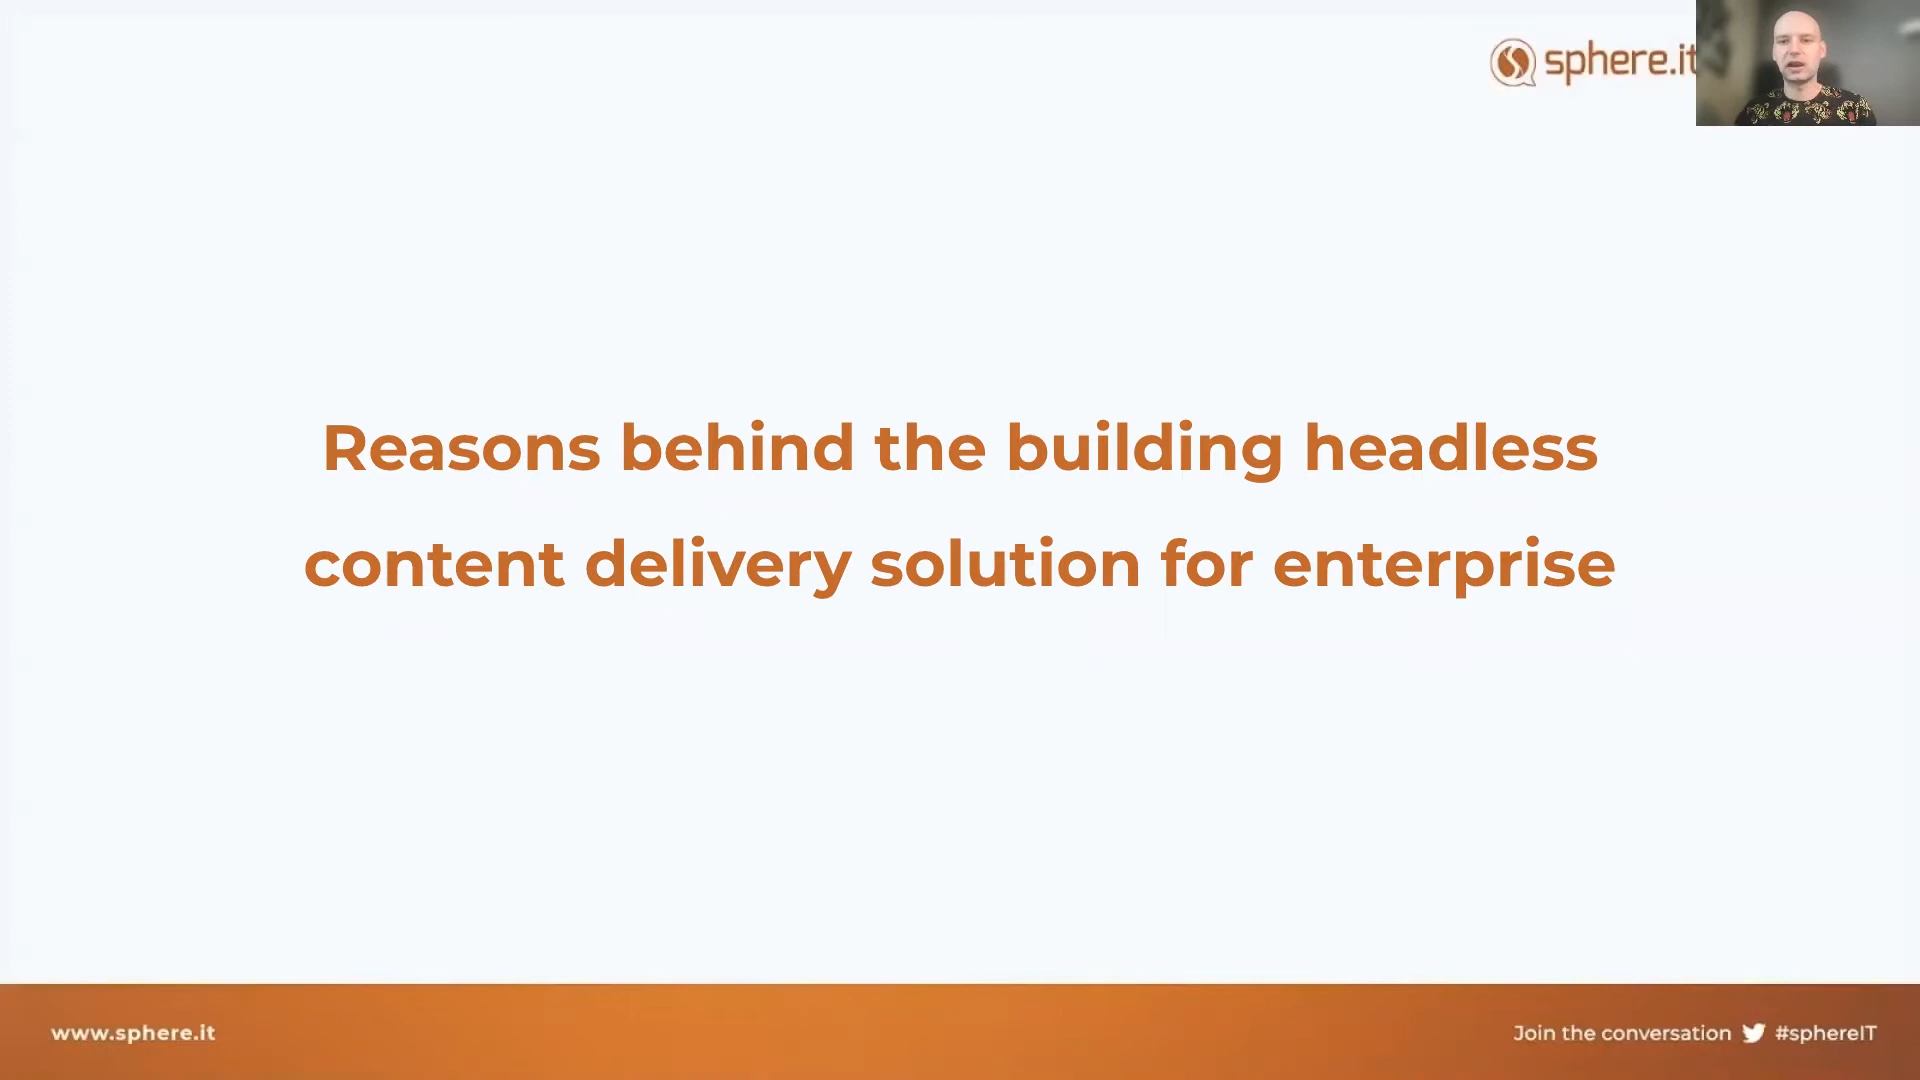 sphere.it
Reasons behind the building headless
content delivery solution for enterprise
www.sphere.it
Join the conversation #sphereIT